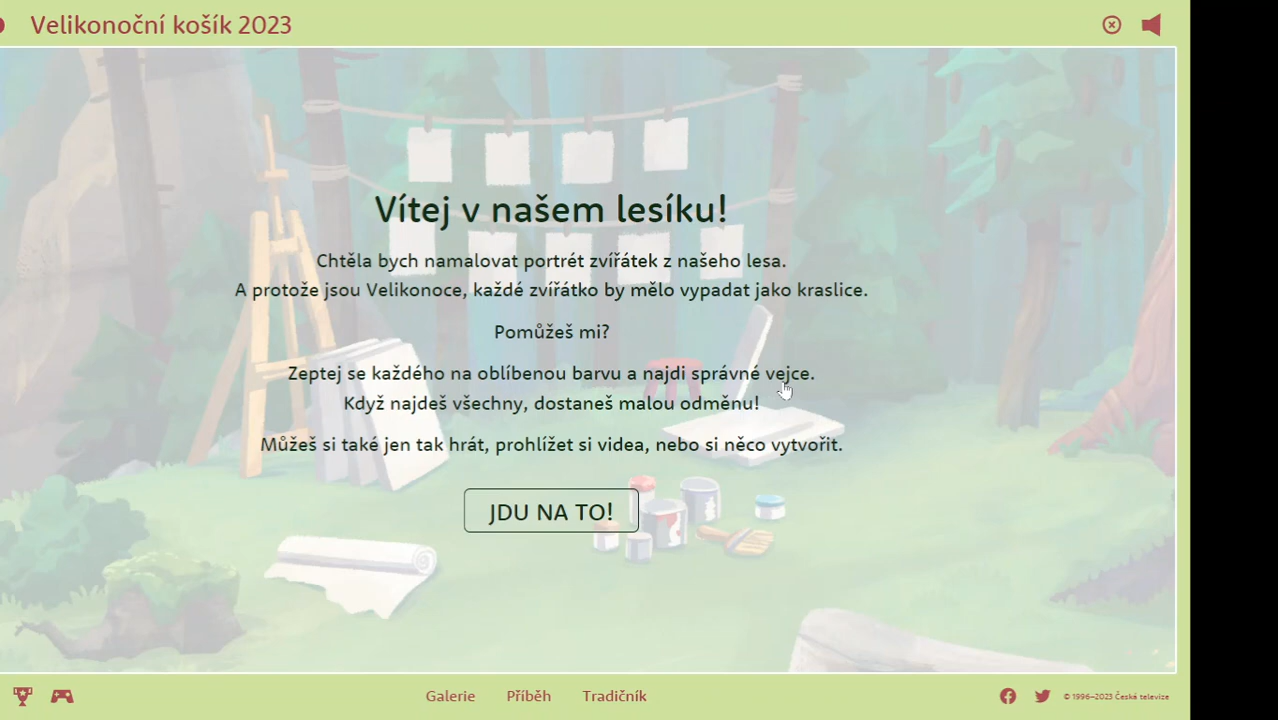 Velikonoční košík 2023
Vítej v našem lesíku!
Chtěla bych namalovat portrét zvířátek z našeho lesa.
A protože jsou Velikonoce, každé zvířátko by mělo vypadat jako kraslice.
Pomůžeš mi?
Zeptej se každého na oblíbenou barvu a najdi správné vejce.
Když najdeš všechny, dostaneš malou odměnu!
Můžeš si také jen tak hrát, prohlížet si videa, nebo si něco vytvořit.
JDU NA TO!
Galerie Příběh Tradičník © 1996–2023 Česká televize